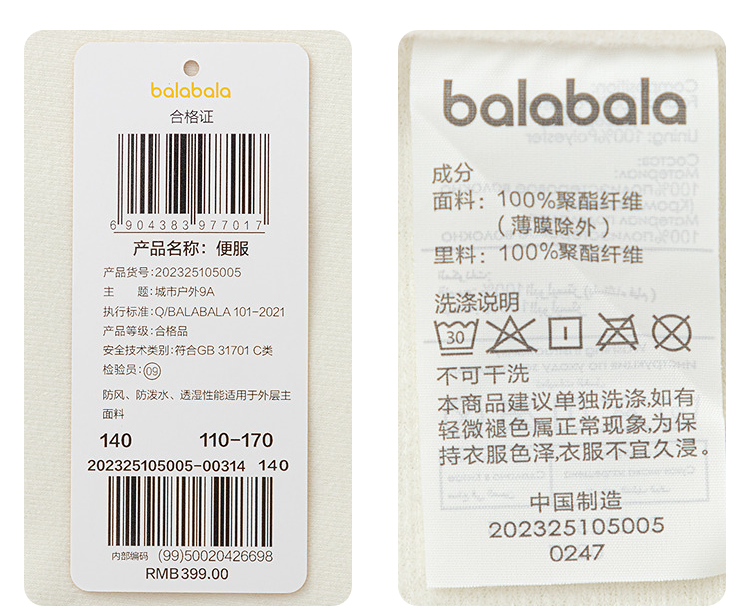 balabala
合格证
6 904383 977017
产品名称：便服
产品货号:202325105005
主 题:城市户外9A
执行标准:Q/BALABALA 101-2021
产品等级:合格品
安全技术类别:符合GB 31701 C类
检验员:09
防风、防泼水、透湿性能适用于外层主
面料
140 110-170
202325105005-00314 140
内部编码 (99)50020426698
RMB399.00
balabala
成分
面料：100%聚酯纤维
（薄膜除外）
里料：100%聚酯纤维
洗涤说明
30
不可干洗
本商品建议单独洗涤,如有
轻微褪色属正常现象,为保
持衣服色泽,衣服不宜久浸。
中国制造
202325105005
0247